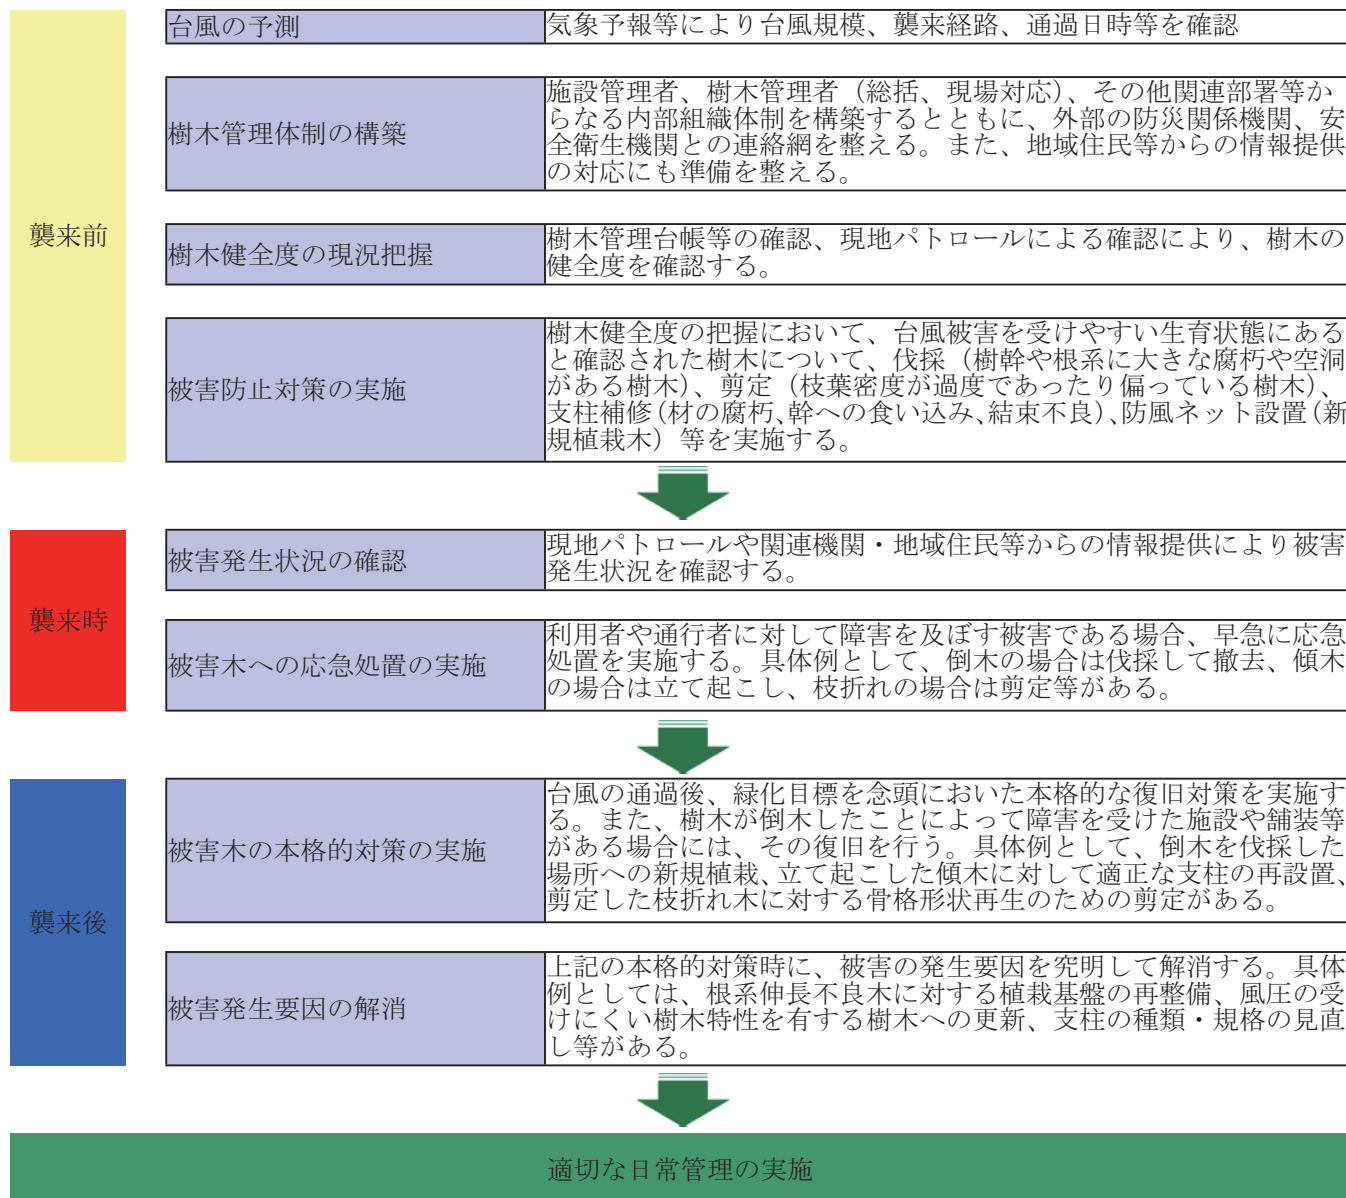 襲来前
台風の予測
気象予報等により台風規模、襲来経路、通過日時等を確認
樹木管理体制の構築
施設管理者、樹木管理者（総括、現場対応）、その他関連部署等か
らなる内部組織体制を構築するとともに、外部の防災関係機関、安
全衛生機関との連絡網を整える。また、地域住民等からの情報提供
の対応にも準備を整える。
樹木健全度の現況把握
樹木管理台帳等の確認、現地パトロールによる確認により、樹木の
健全度を確認する。
被害防止対策の実施
樹木健全度の把握において、台風被害を受けやすい生育状態にある
と確認された樹木について、伐採（樹幹や根系に大きな腐朽や空洞
がある樹木）、剪定（枝葉密度が過度であったり偏っている樹木）、
支柱補修（材の腐朽、幹への食い込み、結束不良）、防風ネット設置（新
規植栽木）等を実施する。
襲来時
被害発生状況の確認
現地パトロールや関連機関・地域住民等からの情報提供により被害
発生状況を確認する。
被害木への応急処置の実施
利用者や通行者に対して障害を及ぼす被害である場合、早急に応急
処置を実施する。具体例として、倒木の場合は伐採して撤去、傾木
の場合は立て起こし、枝折れの場合は剪定等がある。
襲来後
被害木の本格的対策の実施
台風の通過後、緑化目標を念頭においた本格的な復旧対策を実施す
る。また、樹木が倒木したことによって障害を受けた施設や舗装等
がある場合には、その復旧を行う。具体例として、倒木を伐採した
場所への新規植栽、立て起こした傾木に対して適正な支柱の再設置、
剪定した枝折れ木に対する骨格形状再生のための剪定がある。
被害発生要因の解消
上記の本格的対策時に、被害の発生要因を究明して解消する。具体
例としては、根系伸長不良木に対する植栽基盤の再整備、風圧の受
けにくい樹木特性を有する樹木への更新、支柱の種類・規格の見直
し等がある。
適切な日常管理の実施